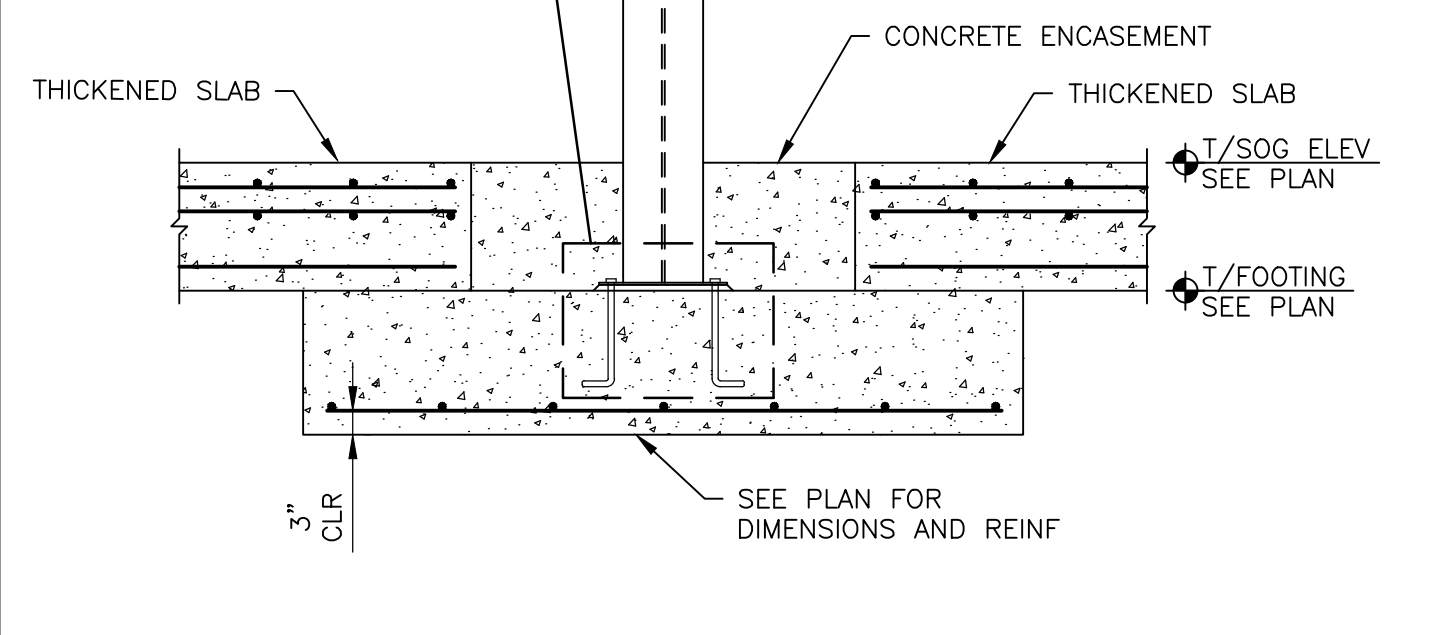 CONCRETE ENCASEMENT
THICKENED SLAB
THICKENED SLAB
T/SOG ELEV
SEE PLAN
T/FOOTING
SEE PLAN
3"
CLR
SEE PLAN FOR
DIMENSIONS AND REINF